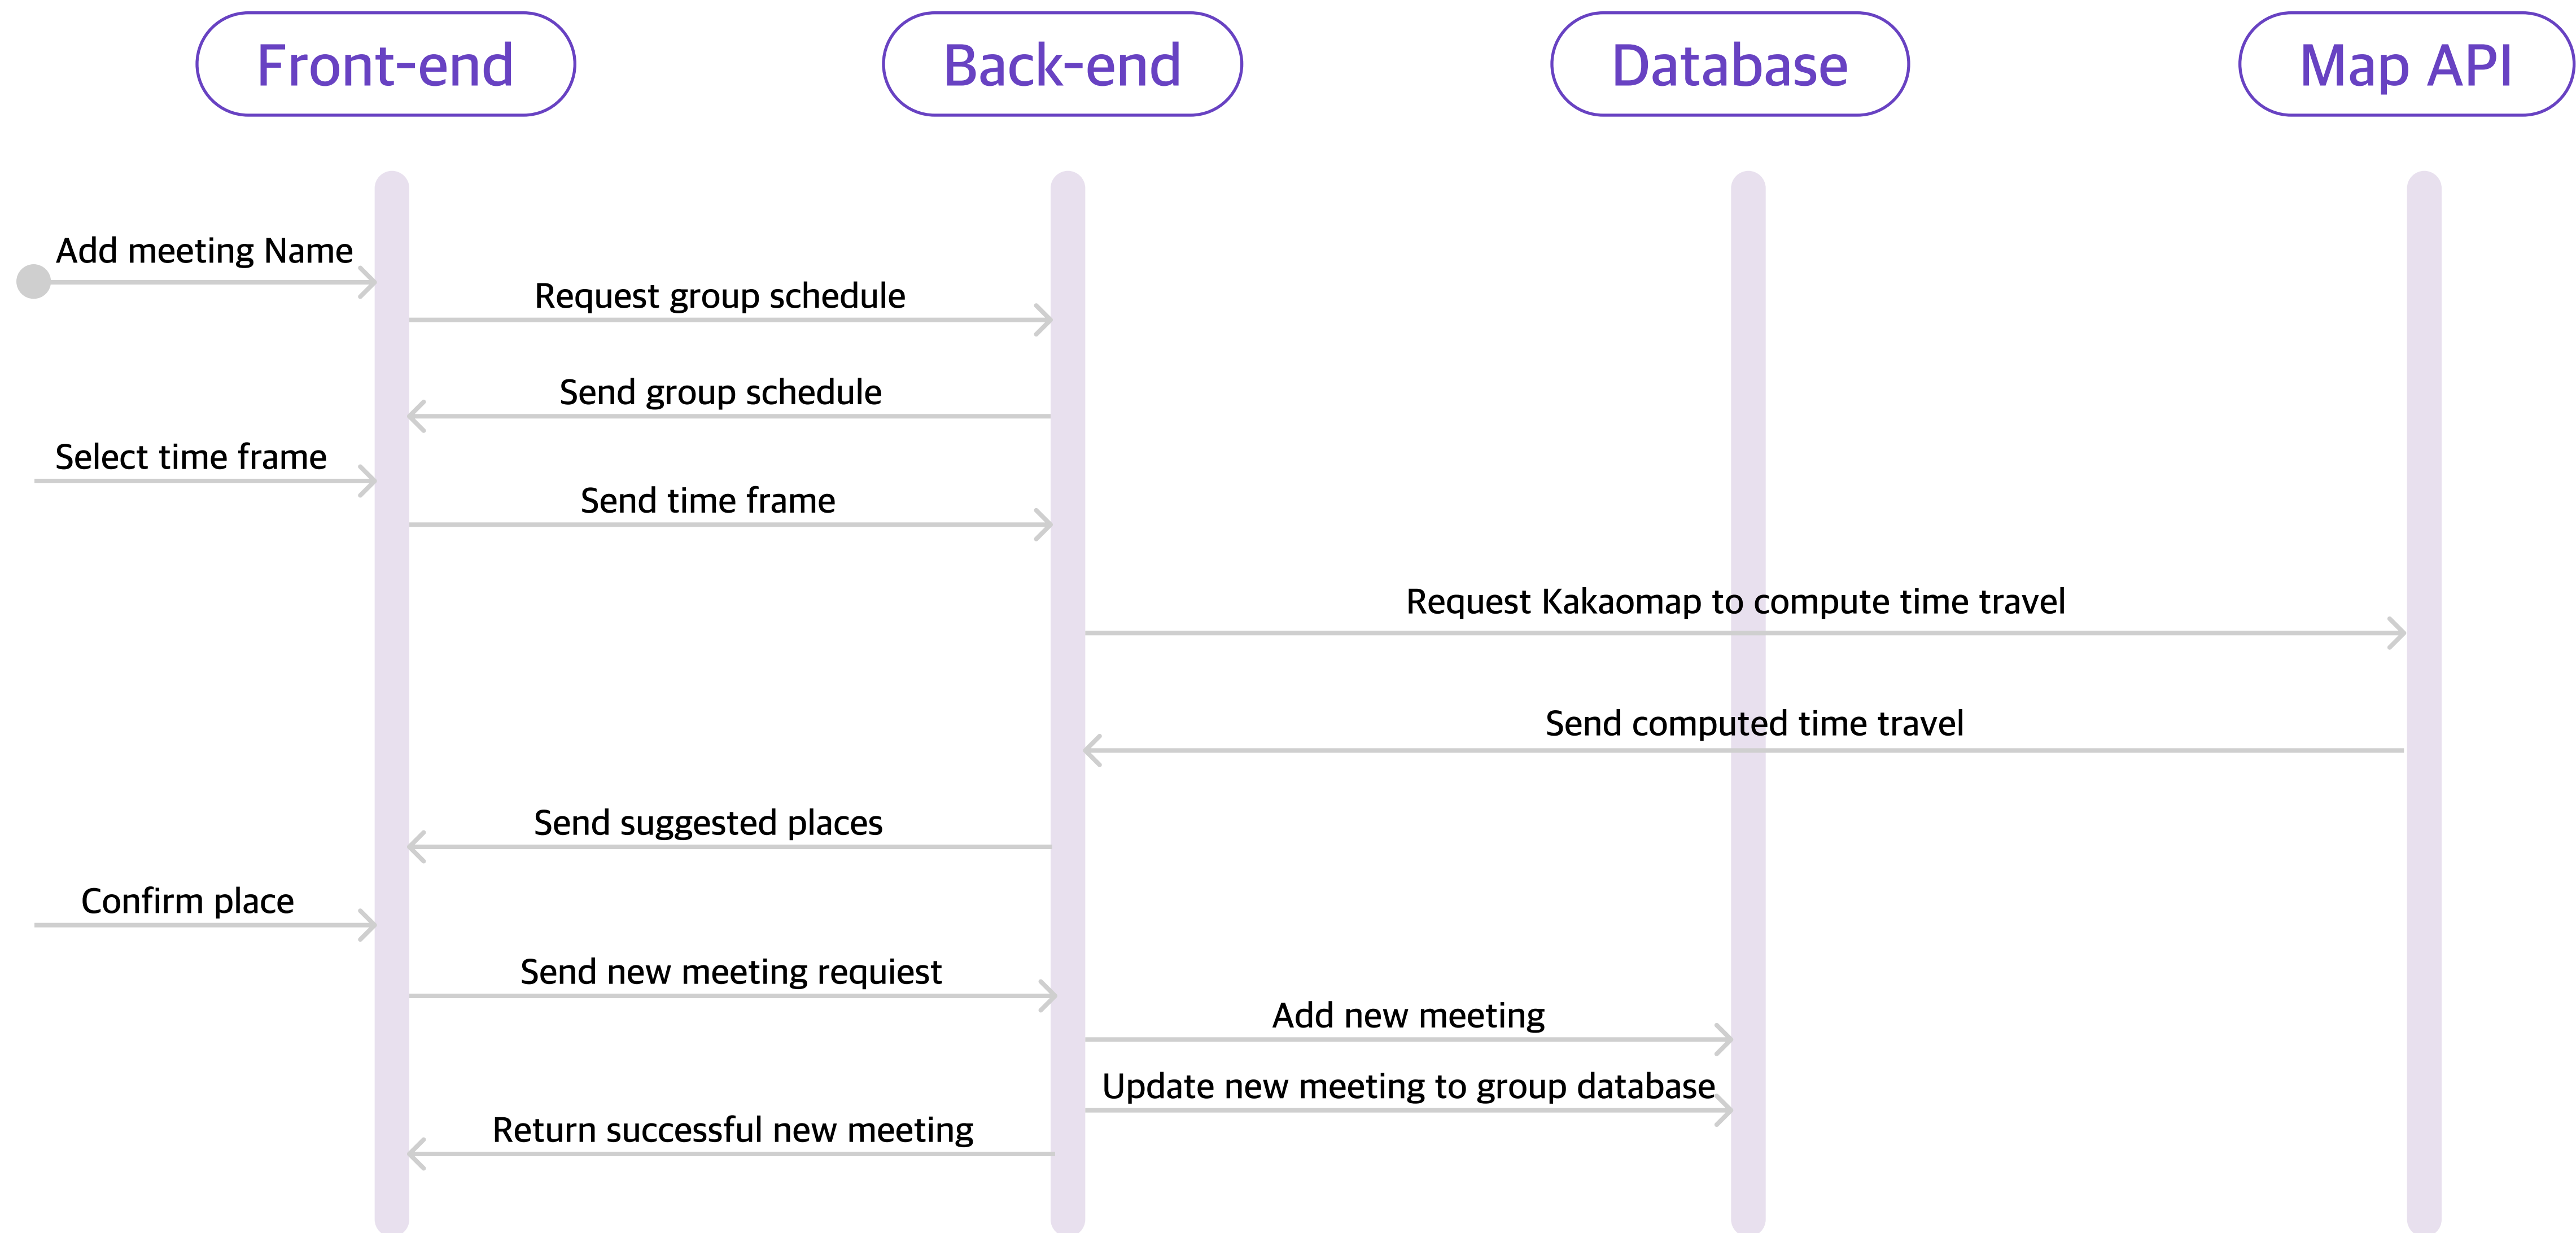 Front-end
Back-end
Database
Map API
Add meeting Name
Request group schedule
Send group schedule
Select time frame
Send time frame
Request Kakaomap to compute time travel
Send computed time travel
Send suggested places
Confirm place
Send new meeting requiest
Add new meeting
Update new meeting to group database
Return successful new meeting